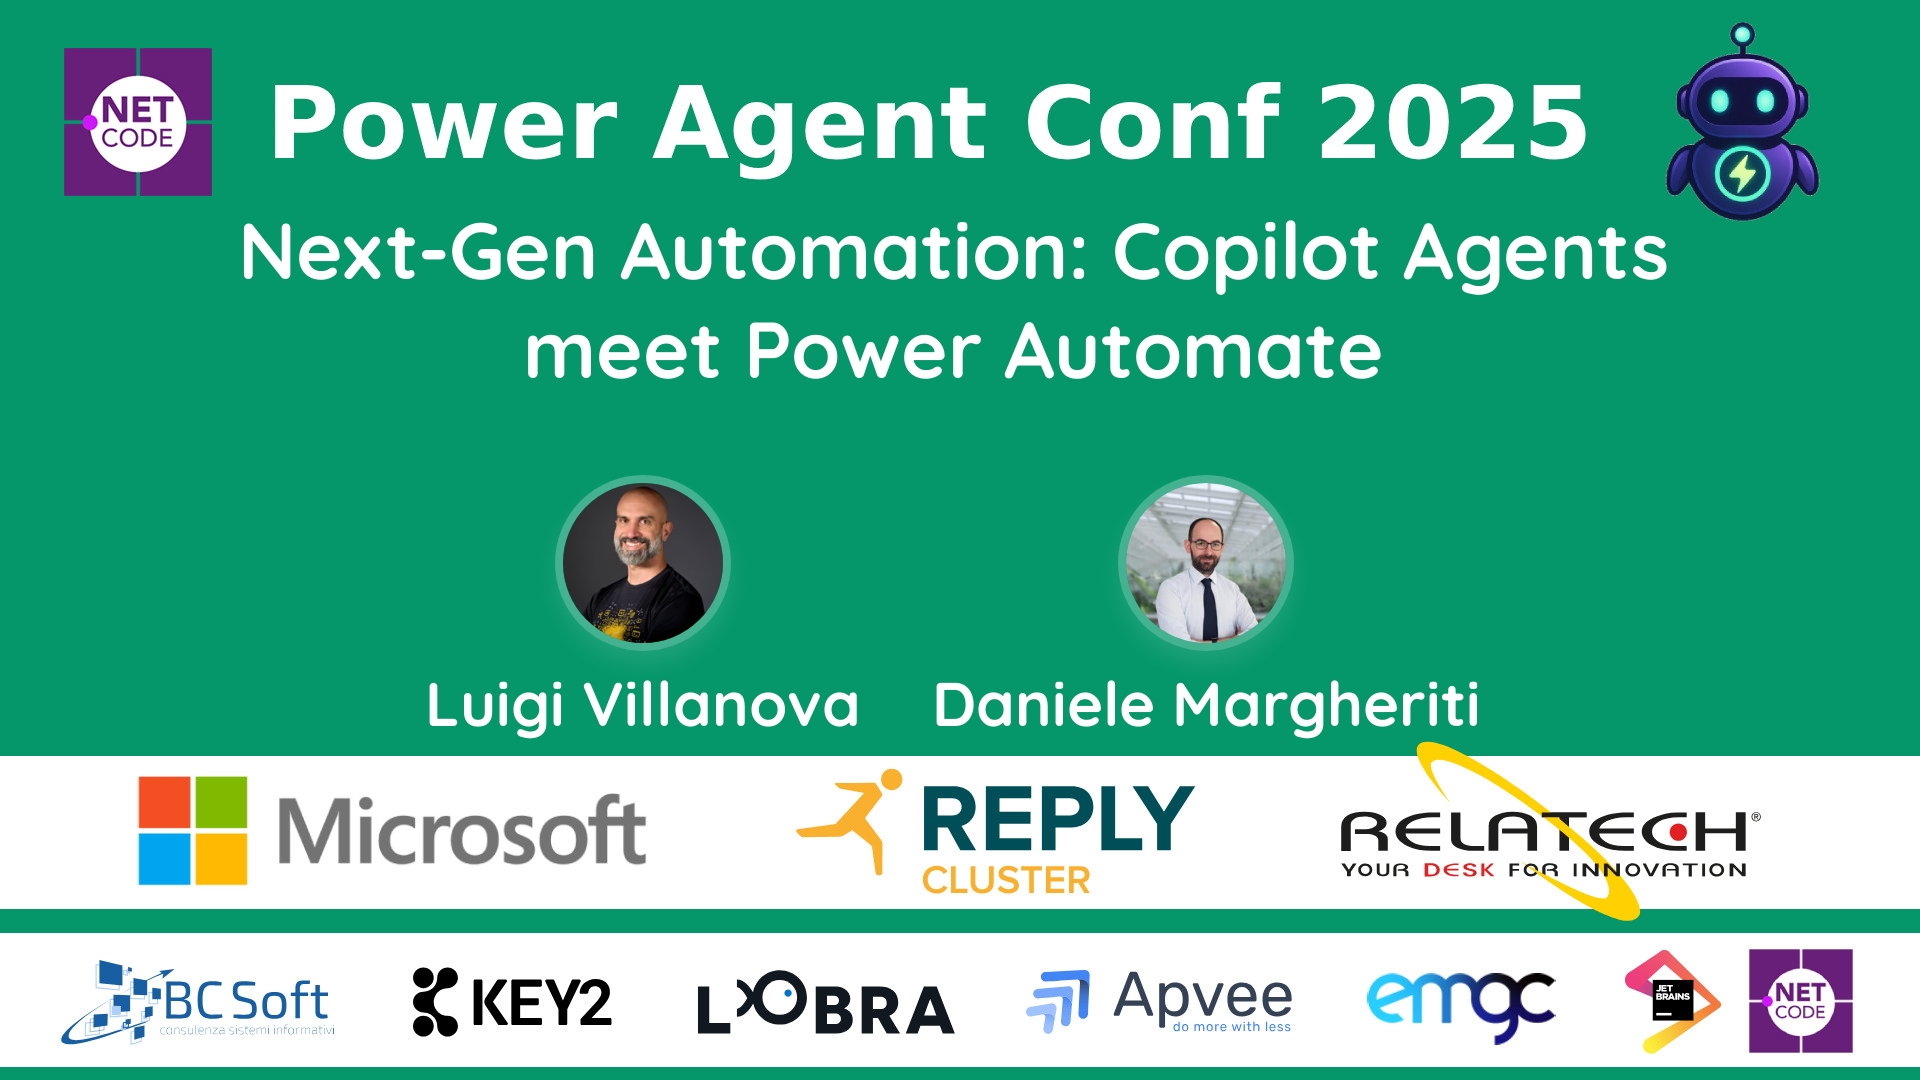 NET
CODE
Power Agent Conf 2025
Next-Gen Automation: Copilot Agents
meet Power Automate
Luigi Villanova
Daniele Margheriti
Microsoft
REPLY
CLUSTER
RELATECH®
YOUR DESK FOR INNOVATION
BC Soft
consulenza sistemi informativi
KEY2
LOBRA
Apvee
do more with less
emgc
JET
BRAINS
NET
CODE